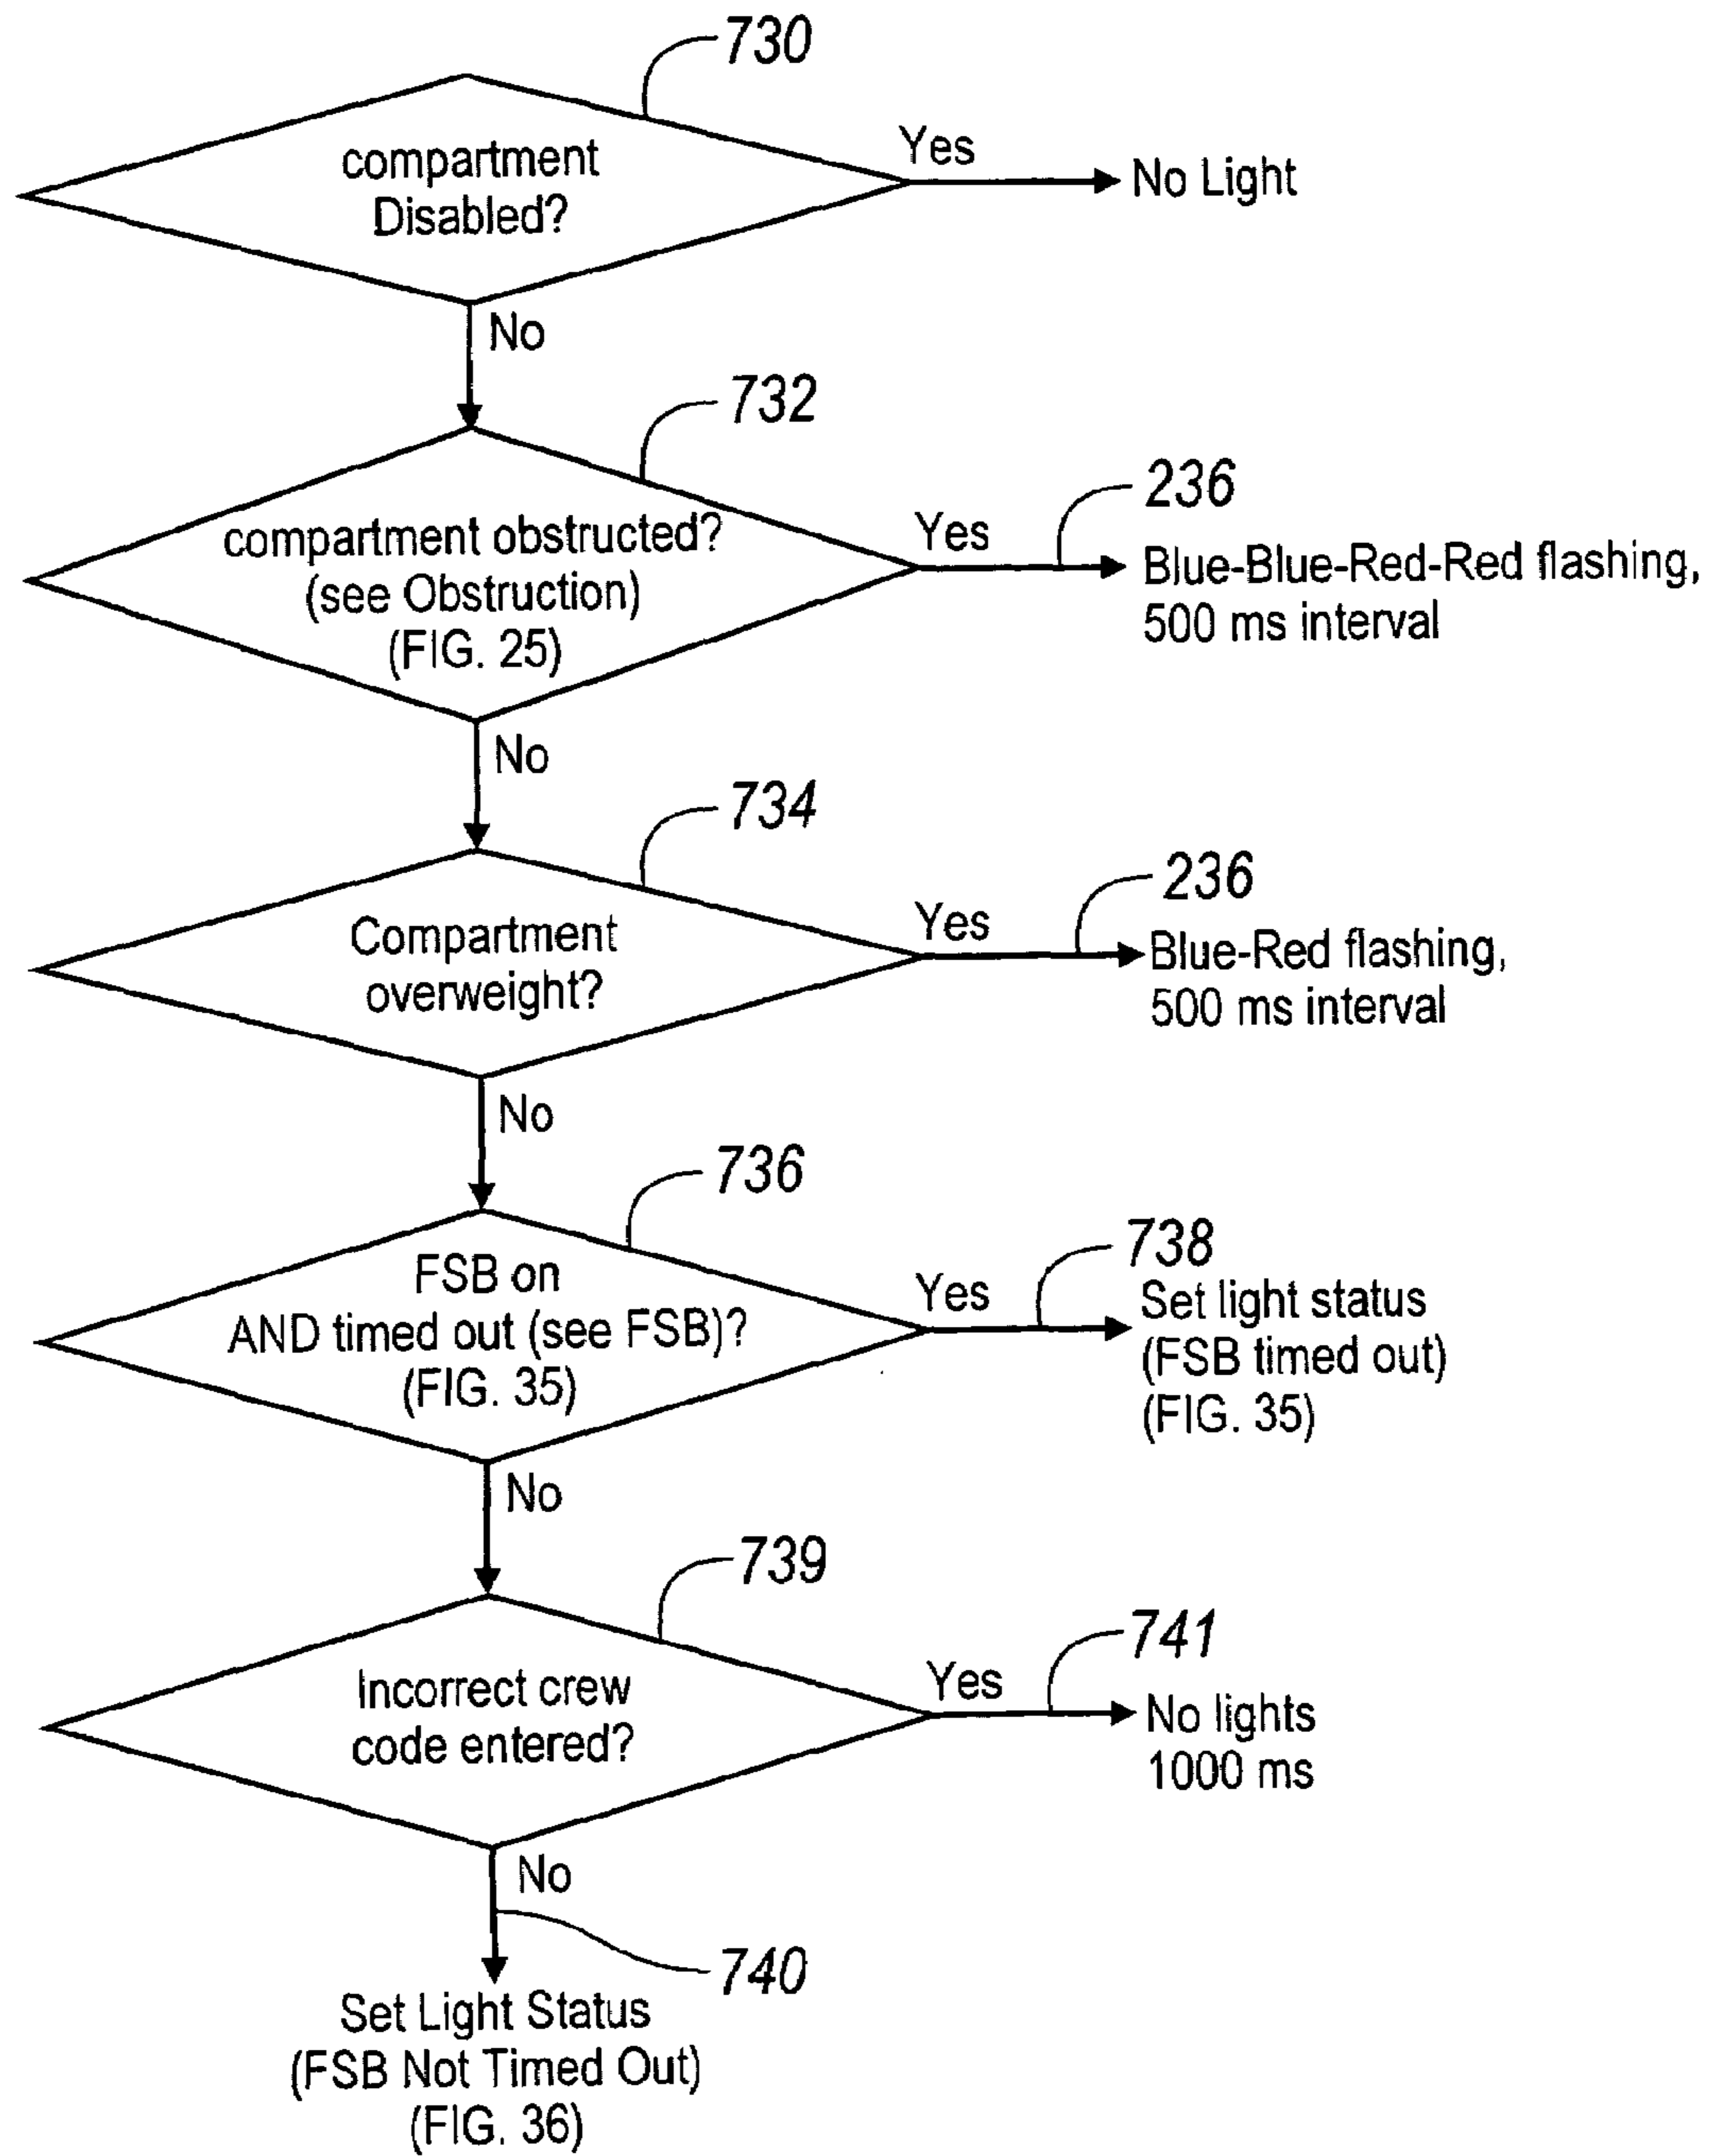 730
compartment
Disabled?
Yes
No Light
No
732
compartment obstructed?
(see Obstruction)
(FIG. 25)
Yes
236
Blue-Blue-Red-Red flashing,
500 ms interval
No
734
Compartment
overweight?
Yes
236
Blue-Red flashing,
500 ms interval
No
736
FSB on
AND timed out (see FSB)?
(FIG. 35)
Yes
738
Set light status
(FSB timed out)
(FIG. 35)
No
739
Incorrect crew
code entered?
Yes
741
No lights
1000 ms
No
740
Set Light Status
(FSB Not Timed Out)
(FIG. 36)